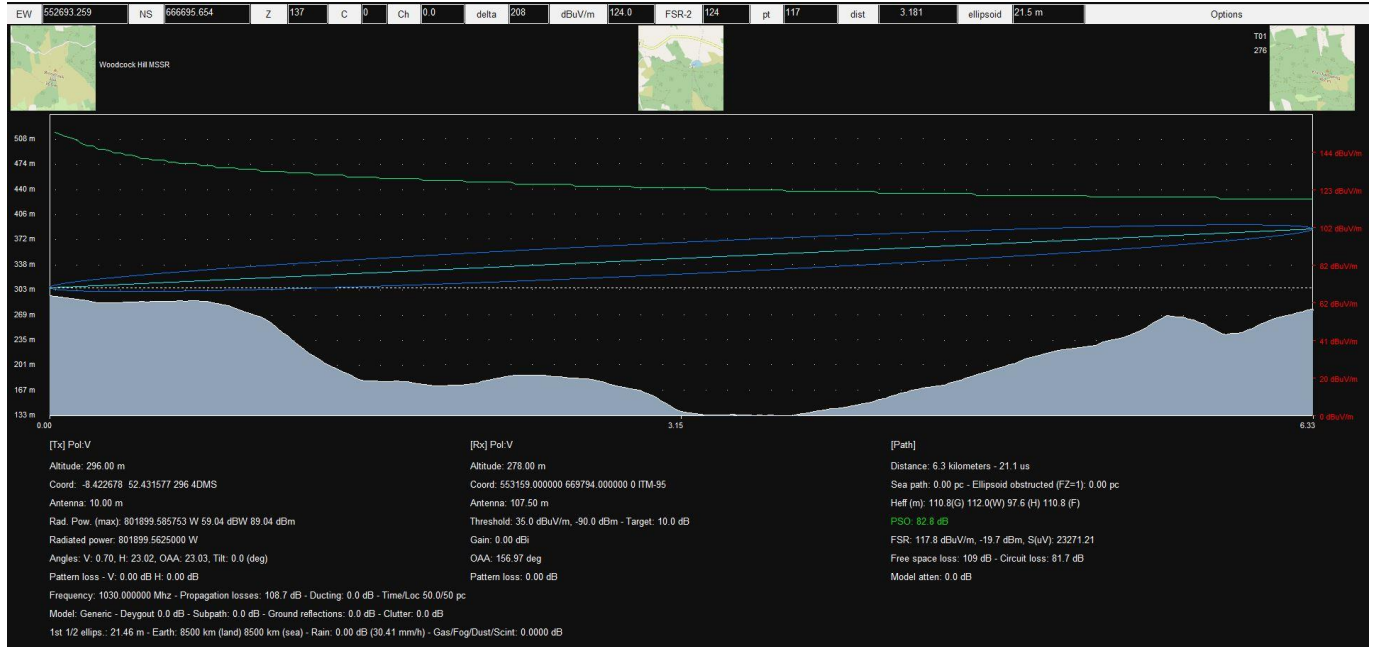 EW 552693.259 NS 666695.654 Z 137 C 0 Ch 0.0 delta 208 dBuV/m 124.0 FSR-2 124 pt 117 dist 3.181 ellipsoid 21.5 m Options
Woodcock Hill MSSR
T01
276
508 m
474 m
440 m
406 m
372 m
338 m
303 m
269 m
235 m
201 m
167 m
133 m
144 dBuV/m
123 dBuV/m
102 dBuV/m
82 dBuV/m
62 dBuV/m
41 dBuV/m
20 dBuV/m
0 dBuV/m
0.00 3.15 6.33
[Tx] Pol:V
Altitude: 296.00 m
Coord: -8.422678 52.431577 296 4DMS
Antenna: 10.00 m
Rad. Pow. (max): 801899.585753 W 59.04 dBW 89.04 dBm
Radiated power: 801899.5625000 W
Angles: V: 0.70, H: 23.02, OAA: 23.03, Tilt: 0.0 (deg)
Pattern loss - V: 0.00 dB H: 0.00 dB
Frequency: 1030.000000 Mhz - Propagation losses: 108.7 dB - Ducting: 0.0 dB - Time/Loc 50.0/50 pc
Model: Generic - Deygout 0.0 dB - Subpath: 0.0 dB - Ground reflections: 0.0 dB - Clutter: 0.0 dB
1st 1/2 ellips.: 21.46 m - Earth: 8500 km (land) 8500 km (sea) - Rain: 0.00 dB (30.41 mm/h) - Gas/Fog/Dust/Scint: 0.0000 dB
[Rx] Pol:V
Altitude: 278.00 m
Coord: 553159.000000 669794.000000 0 ITM-95
Antenna: 107.50 m
Threshold: 35.0 dBuV/m, -90.0 dBm - Target: 10.0 dB
Gain: 0.00 dBi
OAA: 156.97 deg
Pattern loss: 0.00 dB
[Path]
Distance: 6.3 kilometers - 21.1 us
Sea path: 0.00 pc - Ellipsoid obstructed (FZ=1): 0.00 pc
Heff (m): 110.8(G) 112.0(W) 97.6 (H) 110.8 (F)
PSO: 82.8 dB
FSR: 117.8 dBuV/m, -19.7 dBm, S(uV): 23271.21
Free space loss: 109 dB - Circuit loss: 81.7 dB
Model atten: 0.0 dB